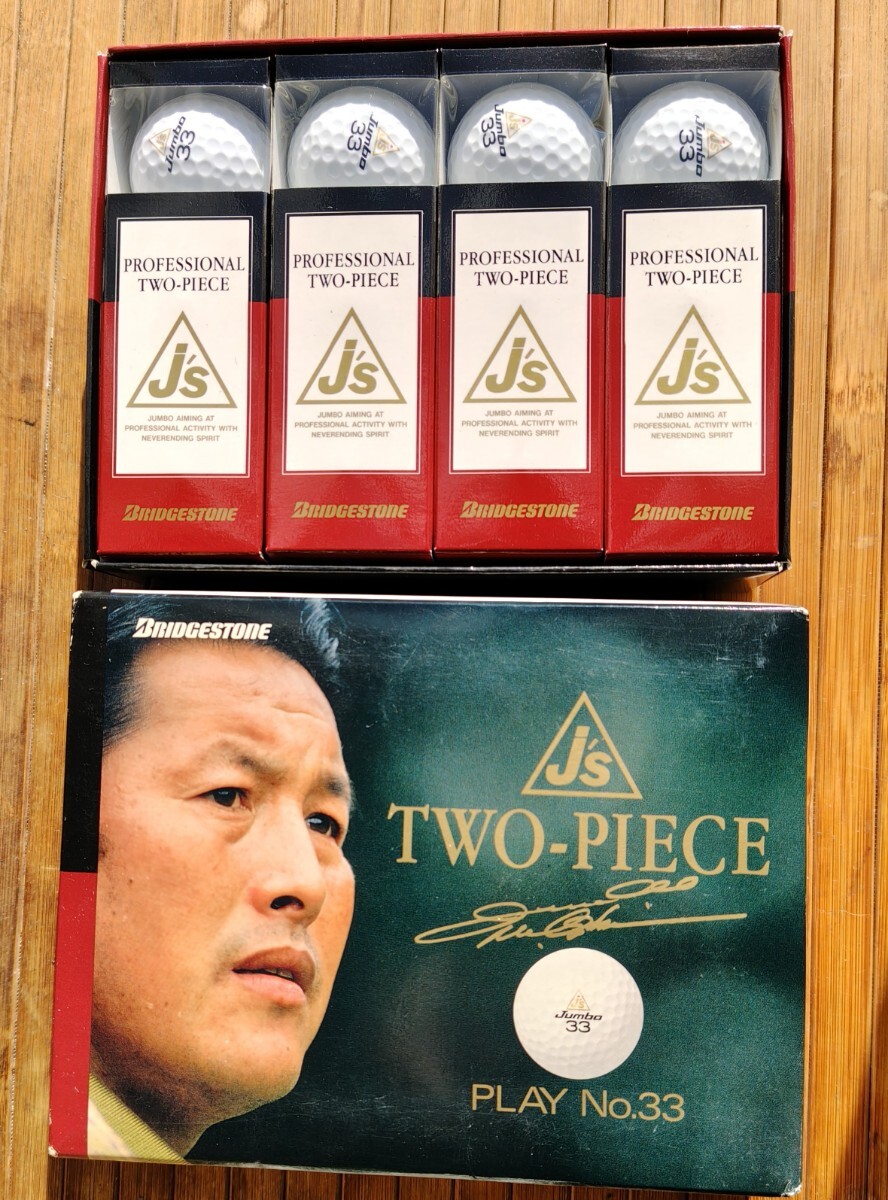 J's
Jumbo
33
J's
Jumbo
33
J's
Jumbo
33
J's
Jumbo
33
PROFESSIONAL
TWO-PIECE
J's
JUMBO AIMING AT
PROFESSIONAL ACTIVITY WITH
NEVERENDING SPIRIT
BRIDGESTONE
PROFESSIONAL
TWO-PIECE
J's
JUMBO AIMING AT
PROFESSIONAL ACTIVITY WITH
NEVERENDING SPIRIT
BRIDGESTONE
PROFESSIONAL
TWO-PIECE
J's
JUMBO AIMING AT
PROFESSIONAL ACTIVITY WITH
NEVERENDING SPIRIT
BRIDGESTONE
PROFESSIONAL
TWO-PIECE
J's
JUMBO AIMING AT
PROFESSIONAL ACTIVITY WITH
NEVERENDING SPIRIT
BRIDGESTONE
BRIDGESTONE
J's
TWO-PIECE
J's
Jumbo
33
PLAY No.33